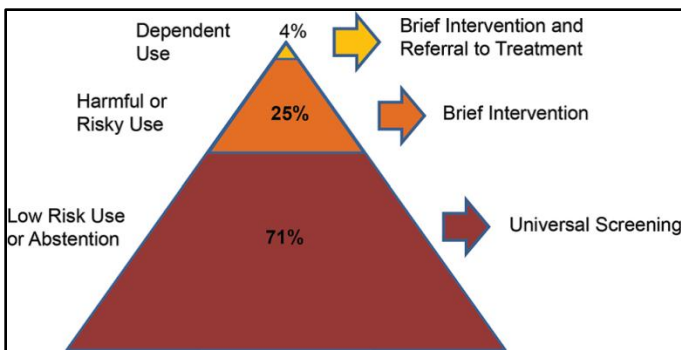 Dependent
Use
4%
Brief Intervention and
Referral to Treatment
Harmful or
Risky Use
25%
Brief Intervention
Low Risk Use
or Abstention
71%
Universal Screening